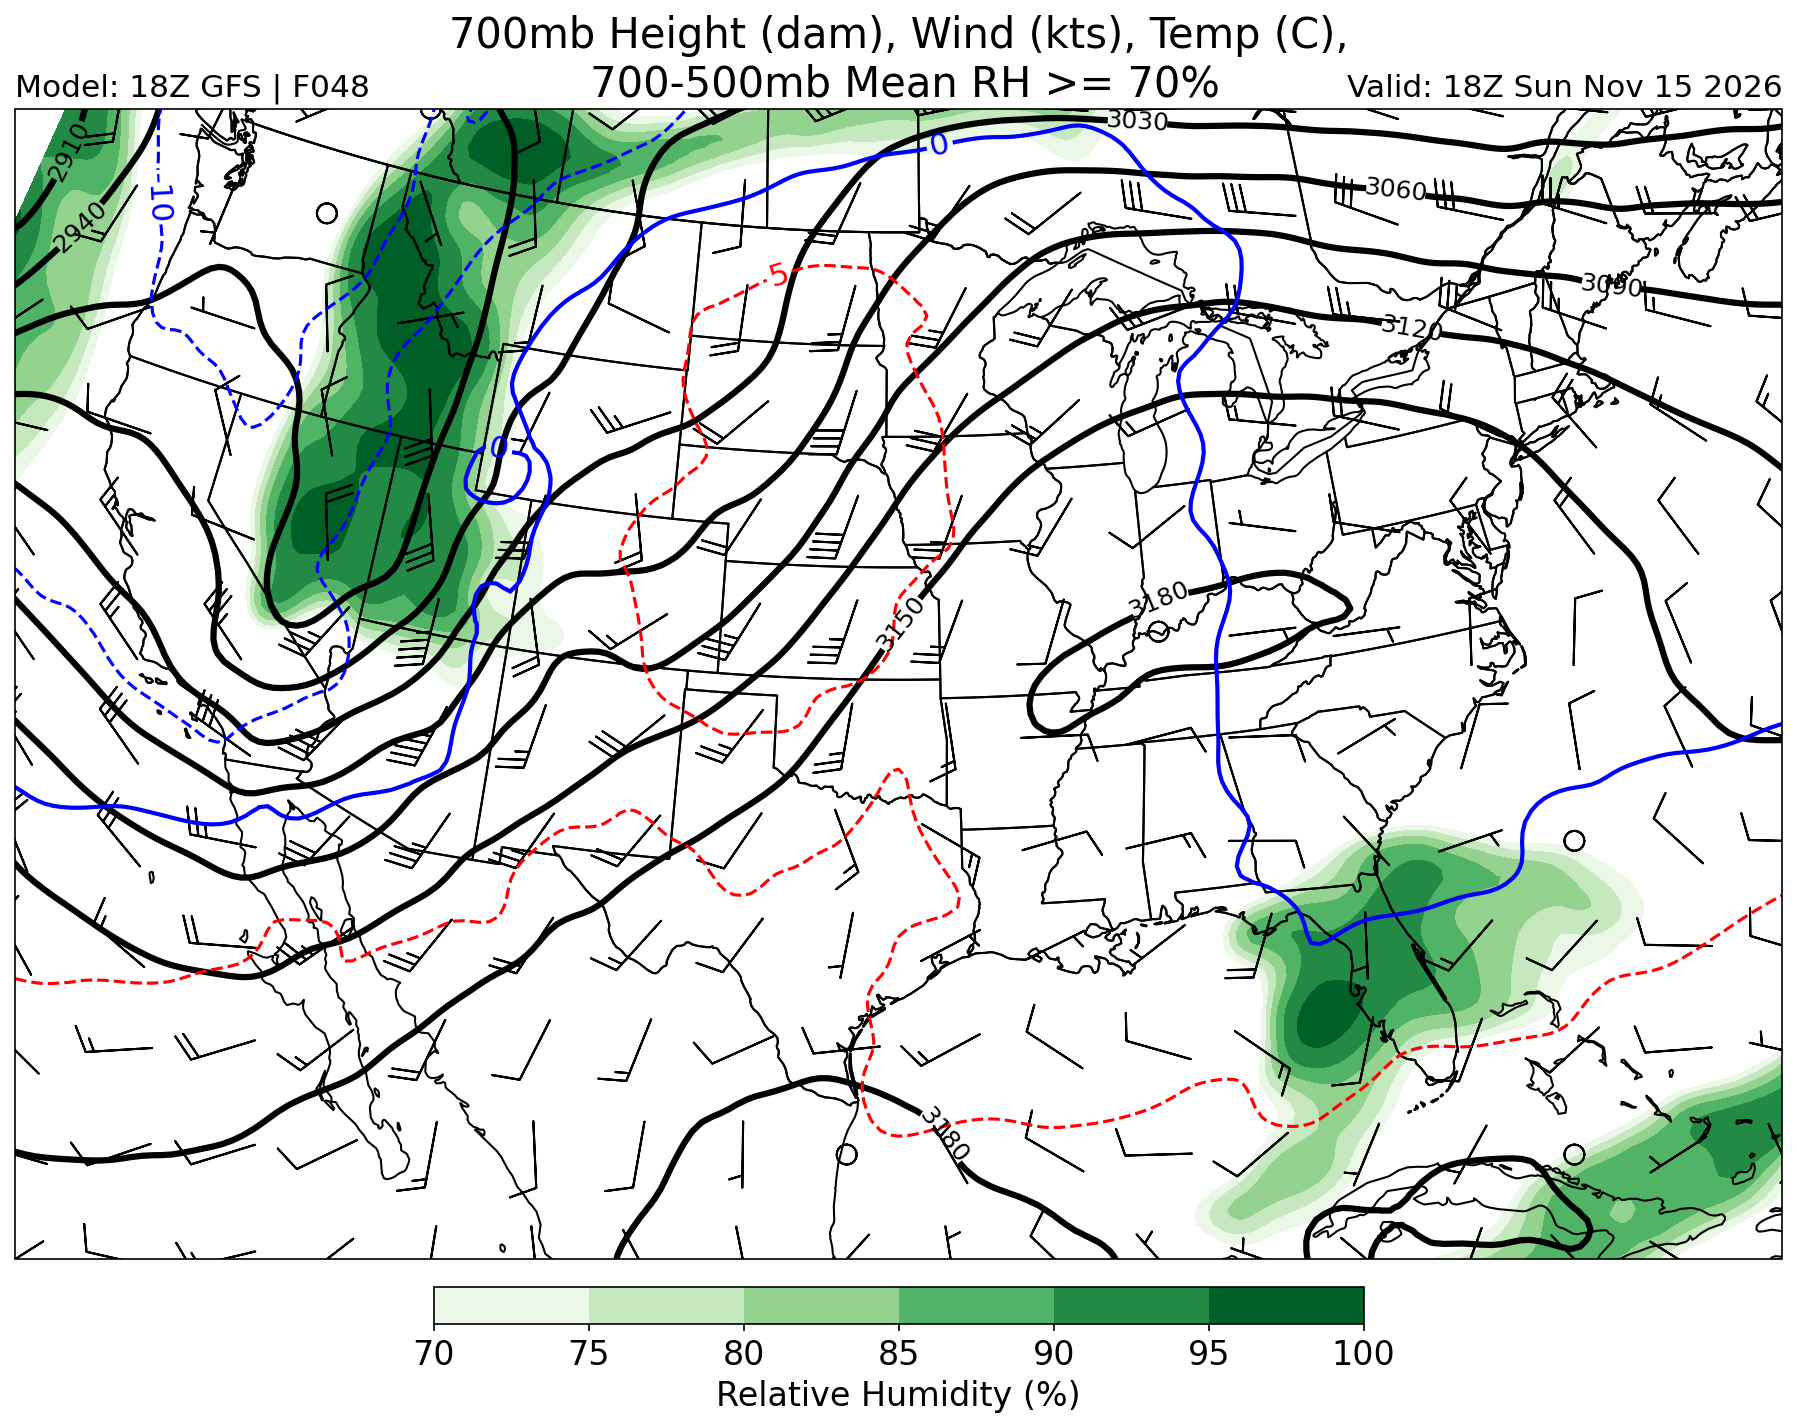 700mb Height (dam), Wind (kts), Temp (C),
Model: 18Z GFS | F048
700-500mb Mean RH >= 70%
Valid: 18Z Sun Nov 15 2026
3030
2910
0
10
3060
2940
5
3090
3120
0
3180
3150
3180
70 75 80 85 90 95 100
Relative Humidity (%)